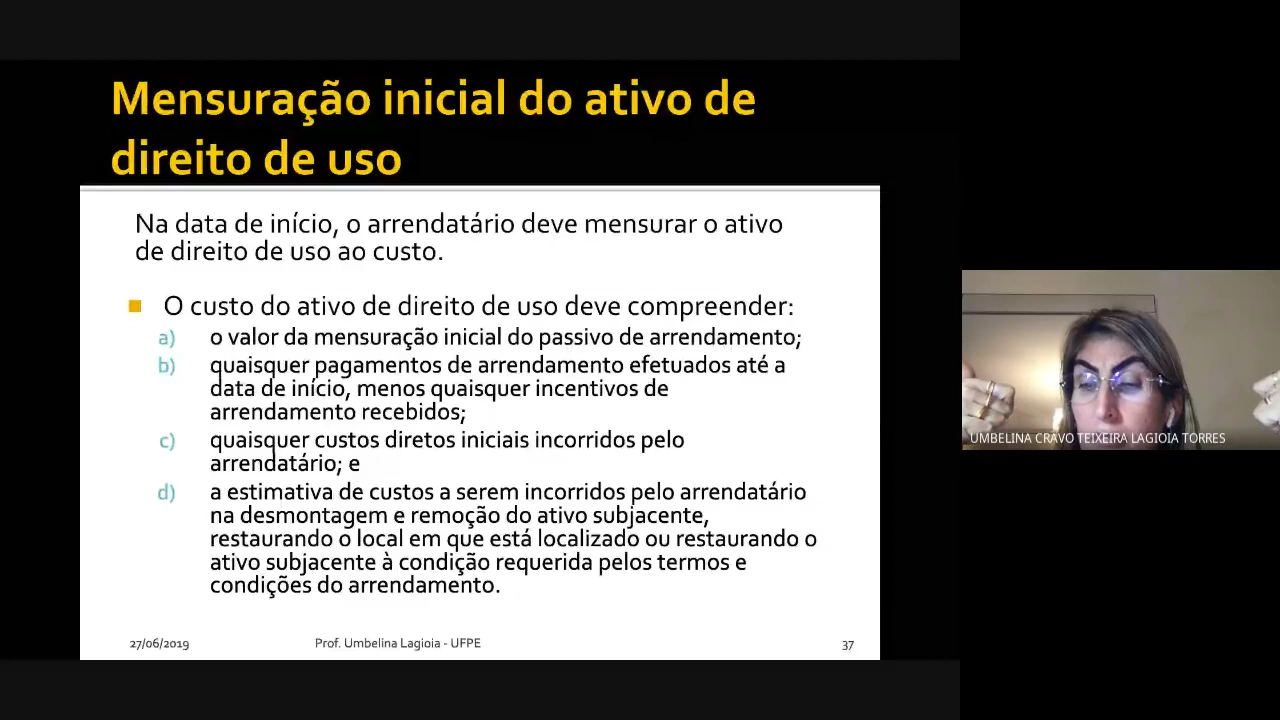 Mensuração inicial do ativo de
direito de uso
Na data de início, o arrendatário deve mensurar o ativo
de direito de uso ao custo.
O custo do ativo de direito de uso deve compreender:
a) o valor da mensuração inicial do passivo de arrendamento;
b) quaisquer pagamentos de arrendamento efetuados até a
data de início, menos quaisquer incentivos de
arrendamento recebidos;
c) quaisquer custos diretos iniciais incorridos pelo
arrendatário; e
d) a estimativa de custos a serem incorridos pelo arrendatário
na desmontagem e remoção do ativo subjacente,
restaurando o local em que está localizado ou restaurando o
ativo subjacente à condição requerida pelos termos e
condições do arrendamento.
27/06/2019 Prof. Umbelina Lagioia - UFPE 37
UMBELINA CRAVO TEIXEIRA LAGIOIA TORRES